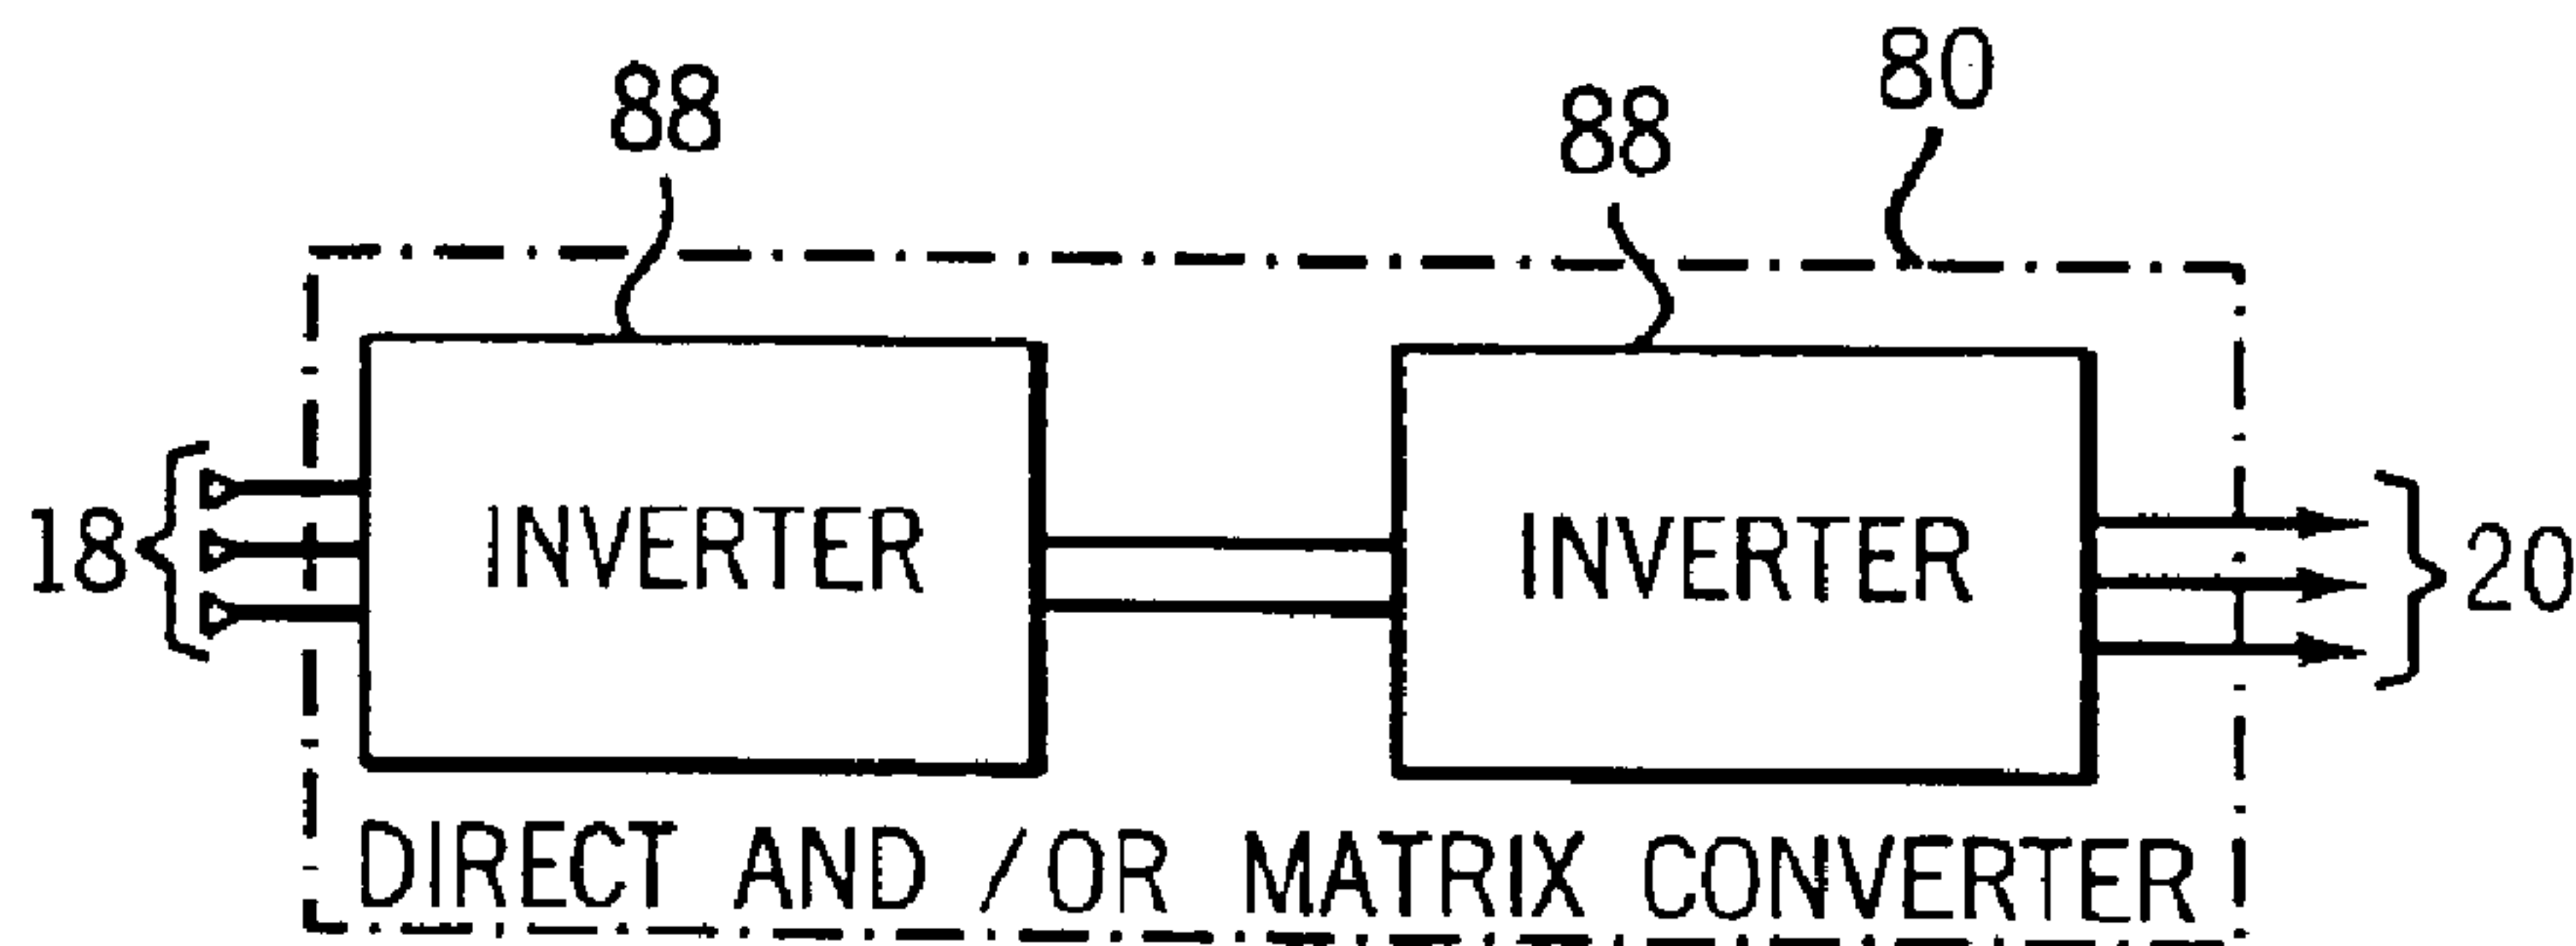 80
88
88
18
INVERTER
INVERTER
20
DIRECT AND /OR MATRIX CONVERTER